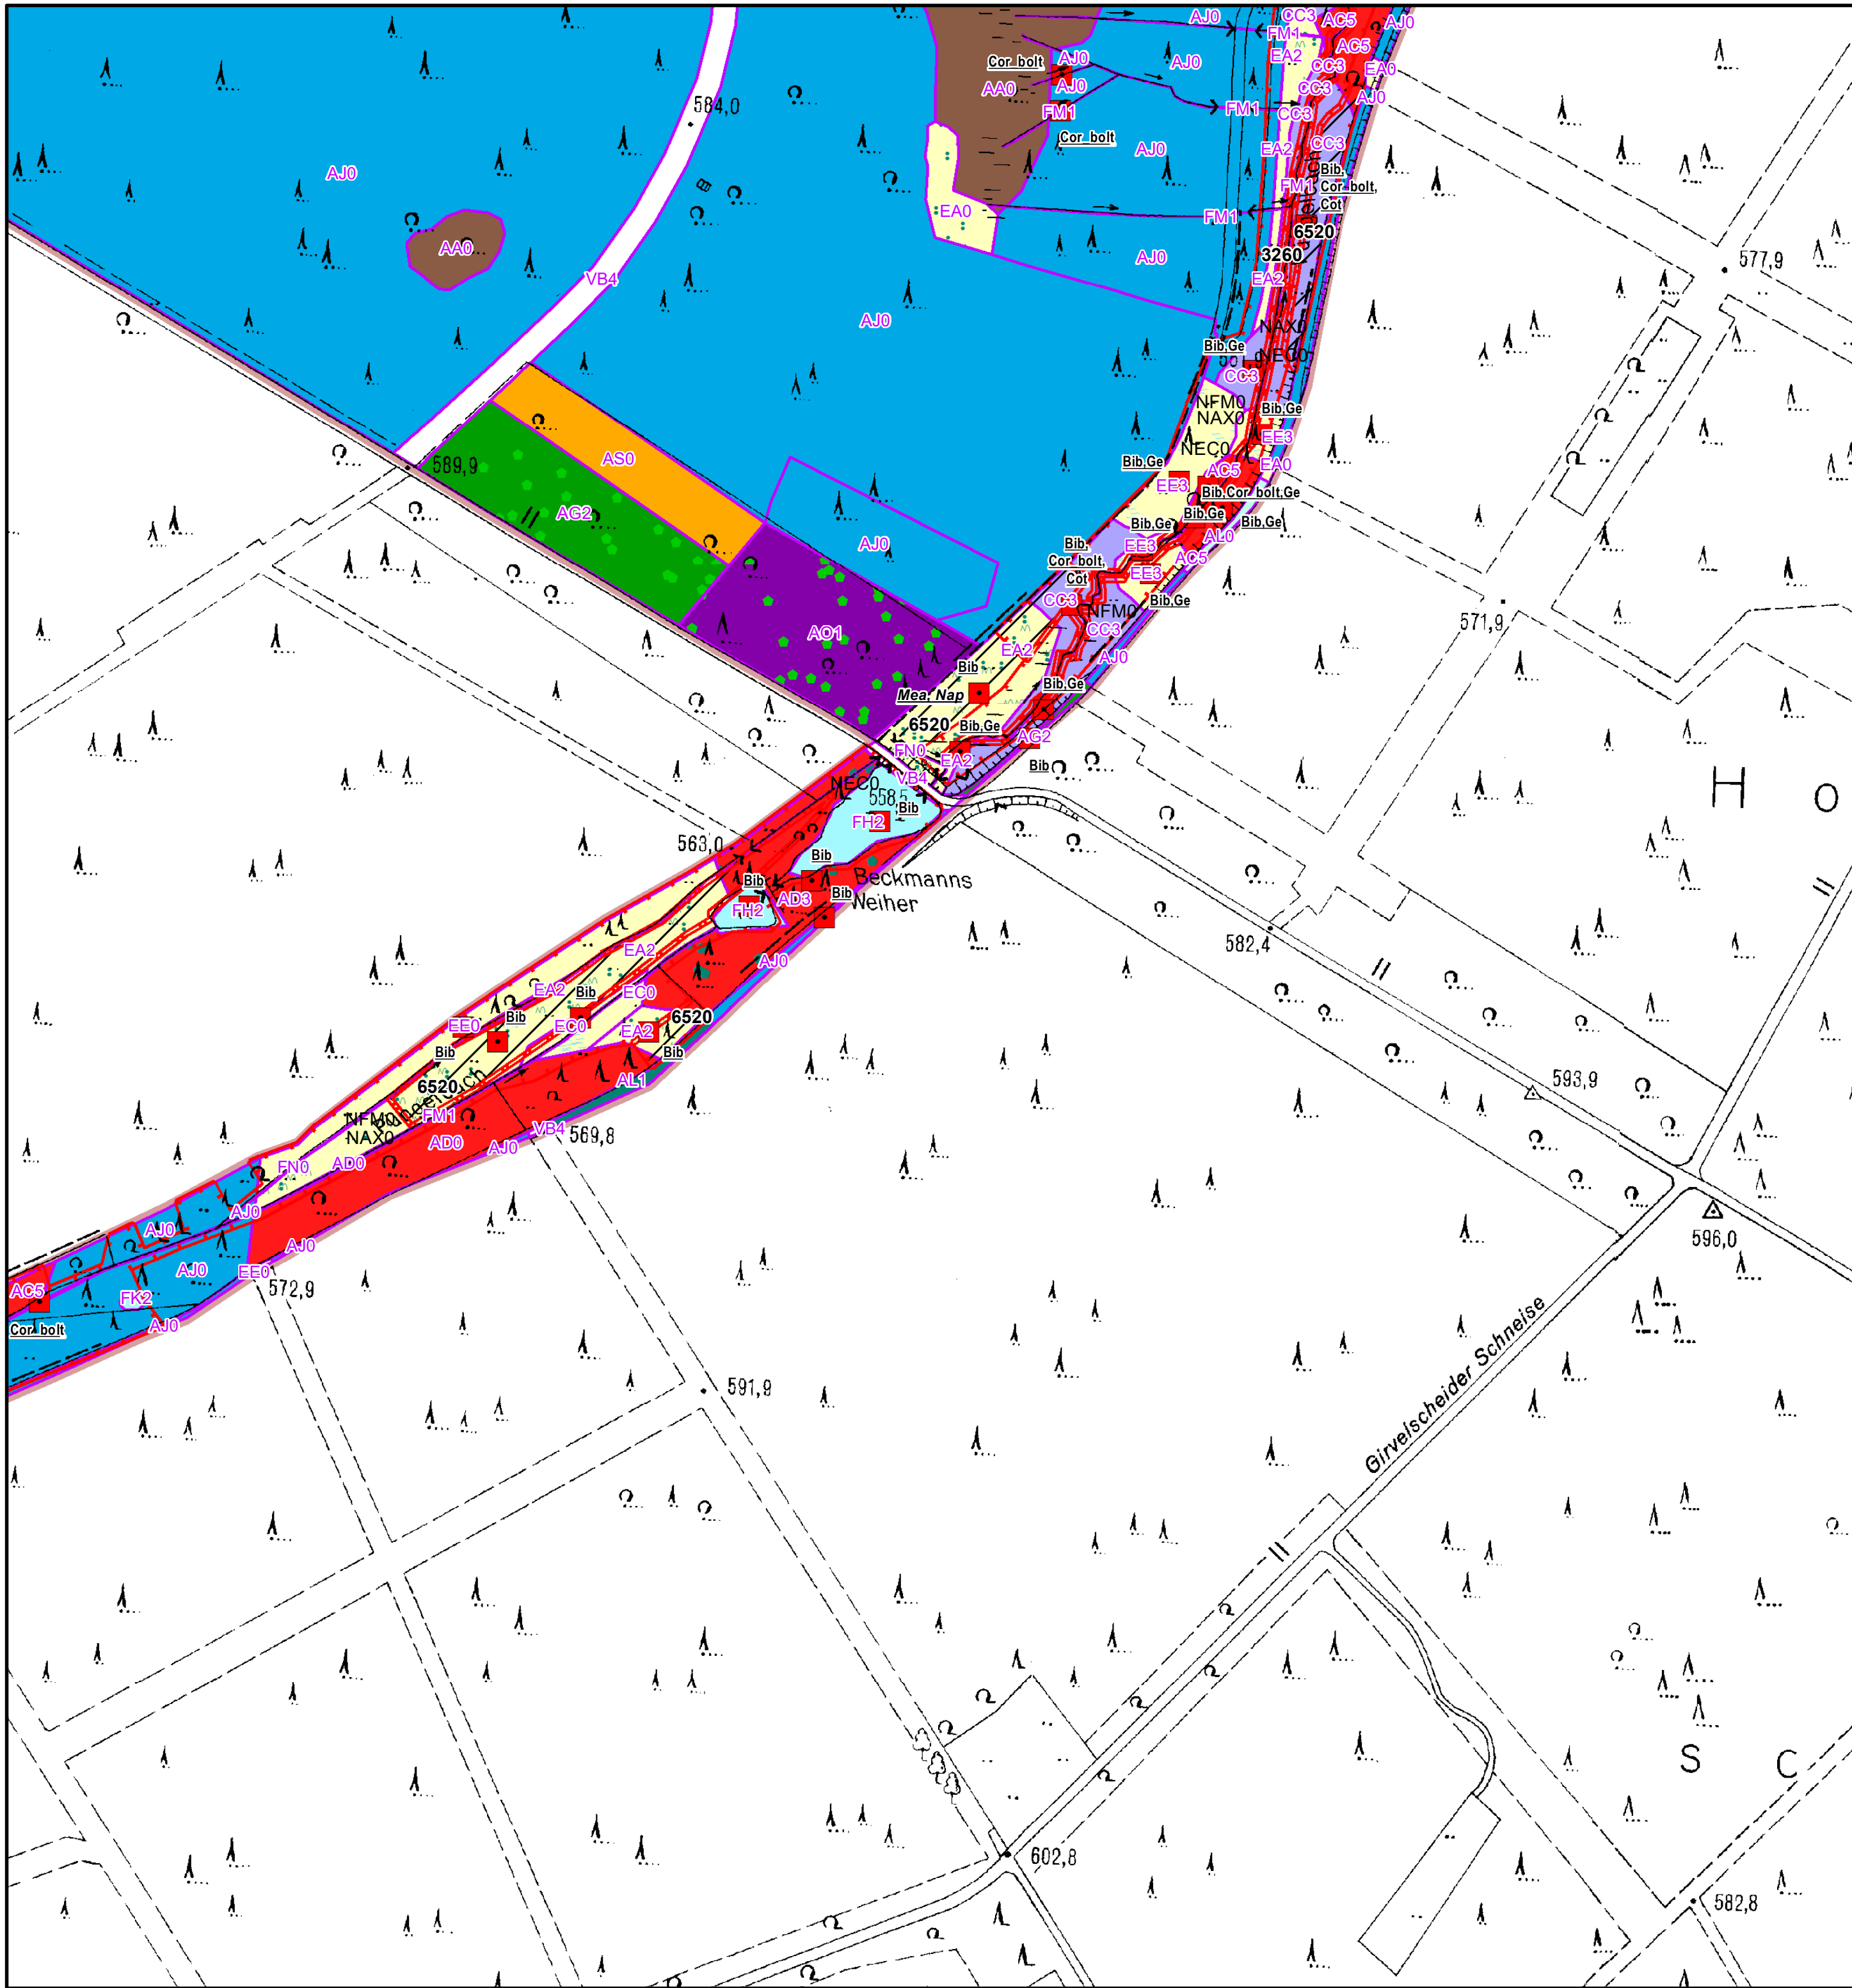 AJ0
CC3
AC5
AJ0
FM1
EA2
AC5
CC3
EA0
Cor_bolt
AJ0
AJ0
AA0
AJ0
CC3
AJ0
584,0
FM1
FM1
CC3
Cor_bolt
AJ0
EA2
CC3
AJ0
Bib,
Cor_bolt,
Cot
FM1
EA0
FM1
6520
AA0
AJ0
3260
577,9
VB4
EA2
AJ0
NAX0
Bib,Ge
NEC0
CC3
NFM0
NAX0
Bib,Ge
EE3
NEC0
AS0
589,9
Bib,Ge
AC5
EA0
EE3
Bib,Cor_bolt,Ge
AG2
Bib,Ge
Bib,Ge
Bib,Ge
AJ0
AL0
Bib,
Cor_bolt,
Cot
EE3
AC5
EE3
CC3
Bib,Ge
NFM0
571,9
CC3
AO1
EA2
AJ0
Bib
Bib,Ge
Mea, Nap
6520
Bib,Ge
AG2
FN0
EA2
Bib
VB4
NEC0
558,5
Bib
FH2
H o
563,0
Bib
Bib
Beckmanns
Weiher
AD3
Bib
FH2
582,4
EA2
AJ0
EA2
Bib
EC0
EE0
Bib
EC0
EA2
6520
Bib
Bib
593,9
6520
AL1
NFM0
NAX0
FM1
AD0
VB4
569,8
AJ0
FN0
AD0
AJ0
AJ0
AJ0
596,0
AJ0
EE0
572,9
AC5
FK2
AJ0
Cor_bolt
591,9
Girvelscheider Schneise
S C
602,8
582,8